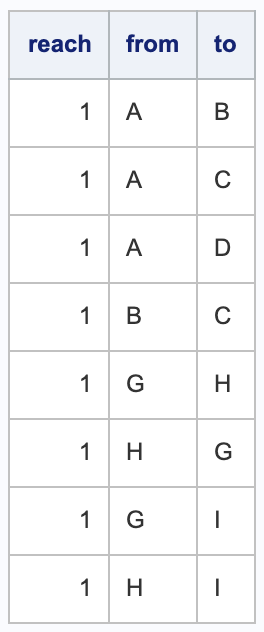 reach from to
1 A B
1 A C
1 A D
1 B C
1 G H
1 H G
1 G I
1 H I